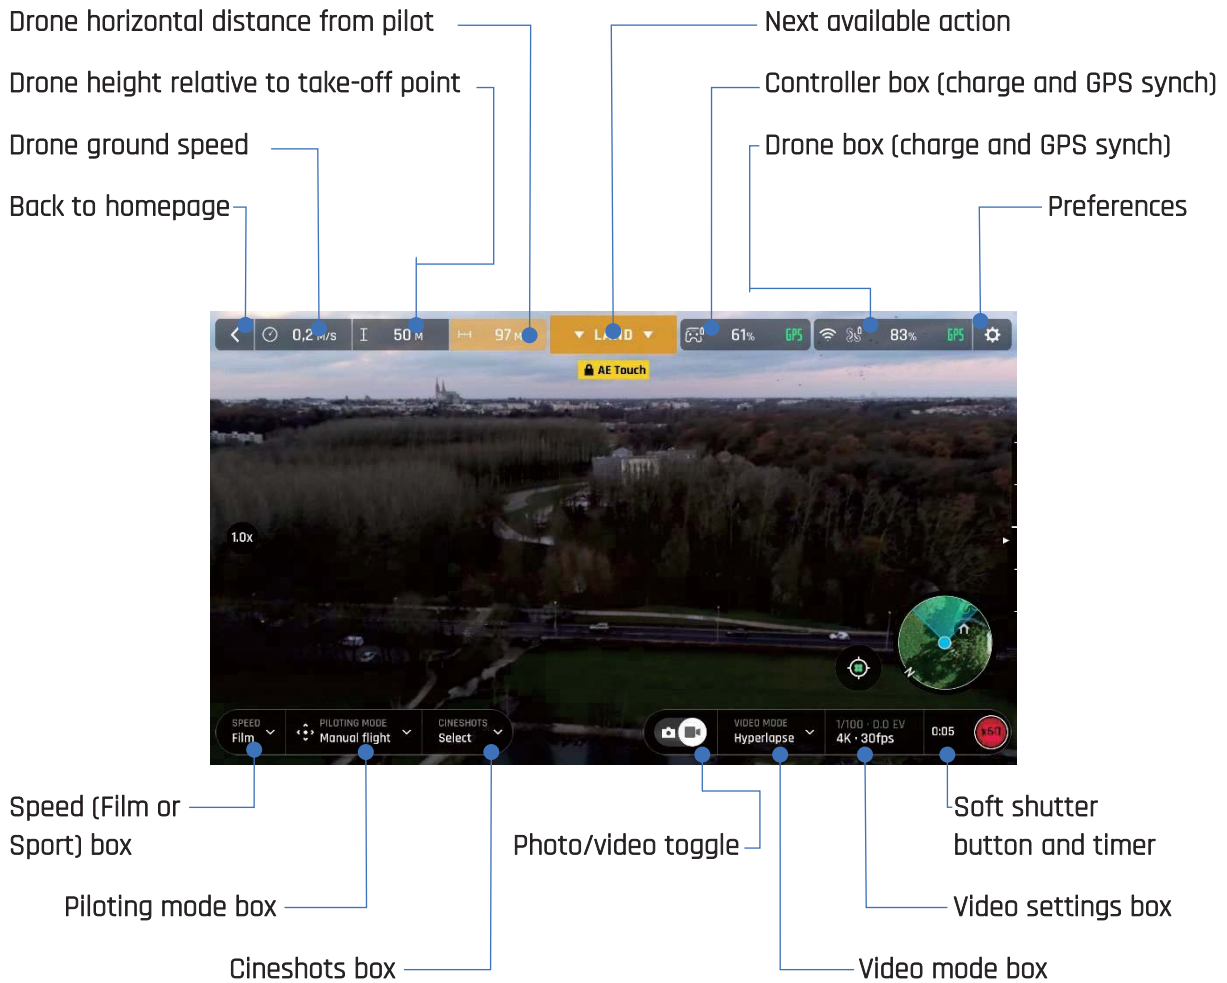 Drone horizontal distance from pilot
Next available action
Drone height relative to take-off point
Controller box (charge and GPS synch)
Drone ground speed
Drone box (charge and GPS synch)
Back to homepage
Preferences
0,2 M/S
50 M
97 M
LAND
61%
GPS
83%
GPS
AE Touch
1.0x
N
SPEED
Film
PILOTING MODE
Manual flight
CINESHOTS
Select
VIDEO MODE
Hyperlapse
1/100 · 0.0 EV
4K · 30fps
0:05
x60
Speed (Film or
Sport) box
Photo/video toggle
Soft shutter
button and timer
Piloting mode box
Video settings box
Cineshots box
Video mode box